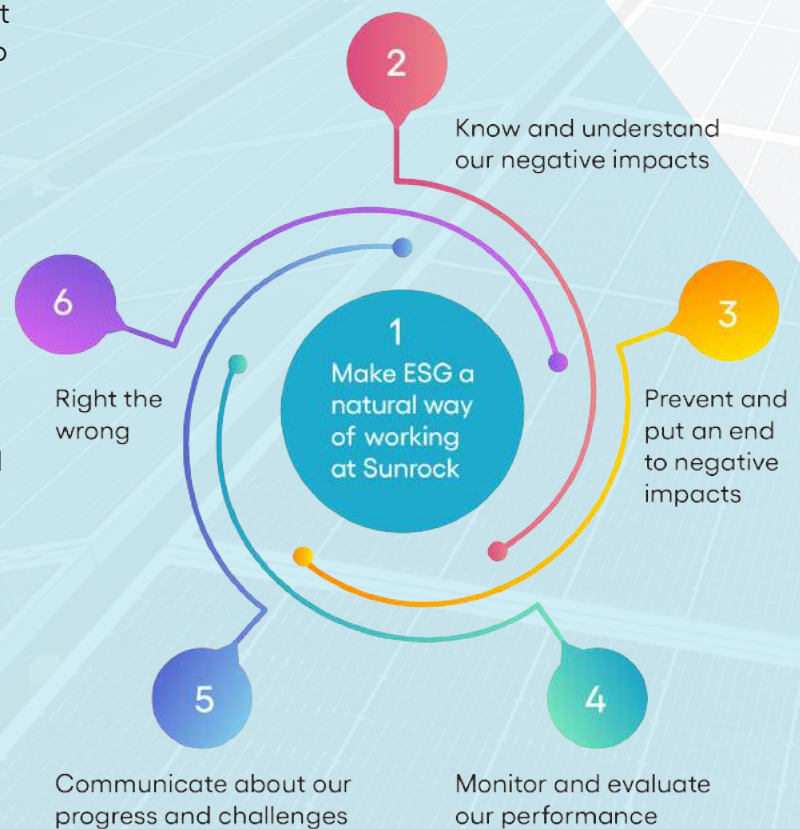 2
Know and understand
our negative impacts
6
3
1
Make ESG a
natural way
of working
at Sunrock
Right the
wrong
Prevent and
put an end
to negative
impacts
5
4
Communicate about our
progress and challenges
Monitor and evaluate
our performance